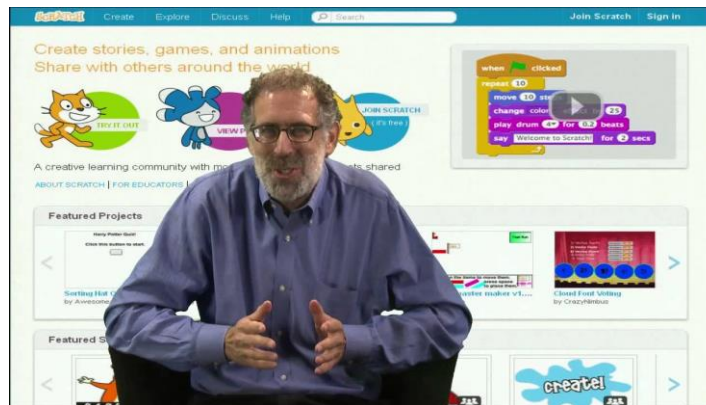 SCRATCH Create Explore Discuss Help Search Join Scratch Sign in
Create stories, games, and animations
Share with others around the world
TRY IT OUT
VIEW
JOIN SCRATCH
(it's free)
when clicked
repeat 10
move 10
change color 25
play drum 4 for 0.2 beats
say Welcome to Scratch! for 2 secs
A creative learning community with shared
ABOUT SCRATCH | FOR EDUCATORS |
Featured Projects
Harry Potter Quiz!
Click this button to start.
Sorting Hat
by
Cloud Font Voting
by CrazyNimbus
Featured
create!